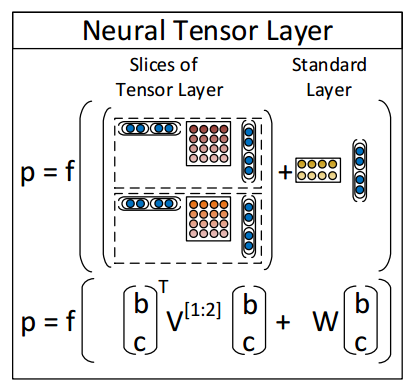 Neural Tensor Layer
Slices of Standard
Tensor Layer Layer
p = f +
p = f ( [b c]^T V^[1:2] [b c] + W [b c] )